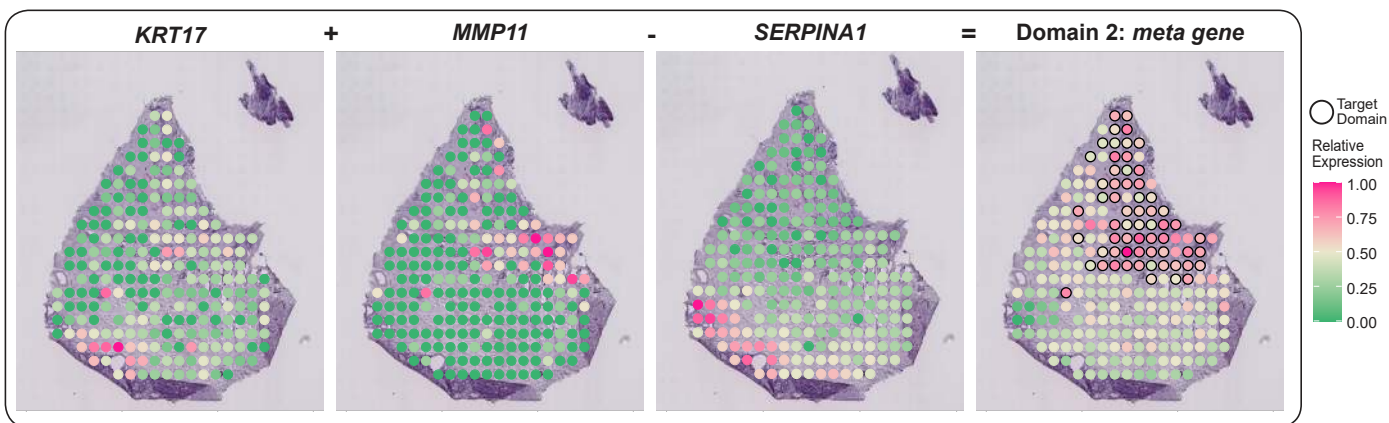 KRT17 + MMP11 - SERPINA1 = Domain 2: meta gene
Target
Domain
Relative
Expression
1.00
0.75
0.50
0.25
0.00